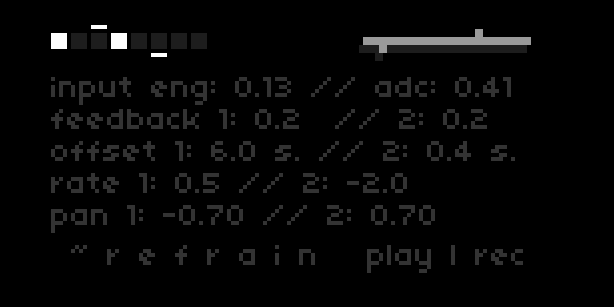 input eng: 0.13 // adc: 0.41
feedback 1: 0.2 // 2: 0.2
offset 1: 6.0 s. // 2: 0.4 s.
rate 1: 0.5 // 2: -2.0
pan 1: -0.70 // 2: 0.70
~ r e f r a i n play | rec